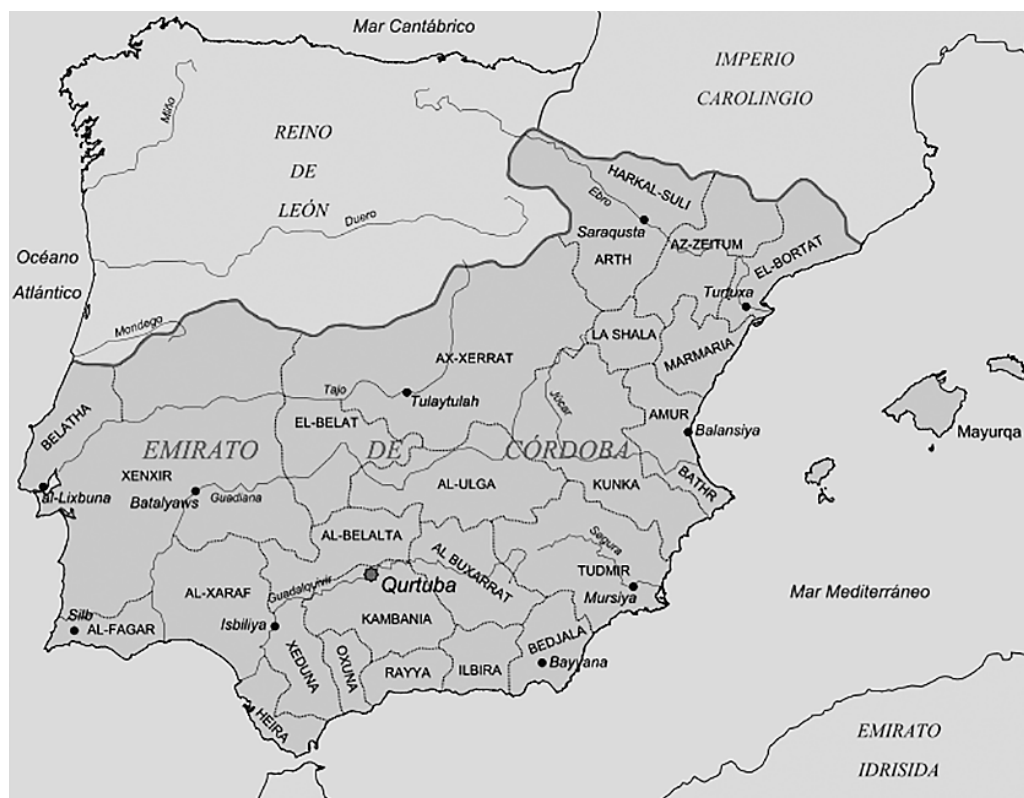 Mar Cantábrico
IMPERIO
CAROLINGIO
Miño
REINO
DE
LEÓN
HARKAL-SULI
Ebro
Duero
Saraqusta
AZ-ZEITUM
EL-BORTAT
Océano
Atlántico
ARTH
Turtuxa
Mondego
LA SHALA
MARMARIA
AX-XERRAT
Tajo
Tulaytulah
Júcar
BELATHA
EL-BELAT
AMUR
Balansiya
Mayurqa
EMIRATO DE CÓRDOBA
XENXIR
al-Lixbuna
Batalyaws
Guadiana
AL-ULGA
KUNKA
BATHR
AL-BELALTA
AL BUXARRAT
Segura
TUDMIR
Mursiya
Mar Mediterráneo
Guadalquivir
Qurtuba
AL-XARAF
Isbiliya
KAMBANIA
Silb
AL-FAGAR
XEDUNA
OXUNA
RAYYA
ILBIRA
BEDJALA
Bayyana
HEIRA
EMIRATO
IDRISIDA